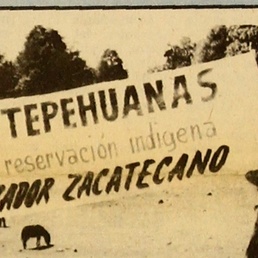 TEPEHUANAS
reservación indígena
ADOR ZACATECANO